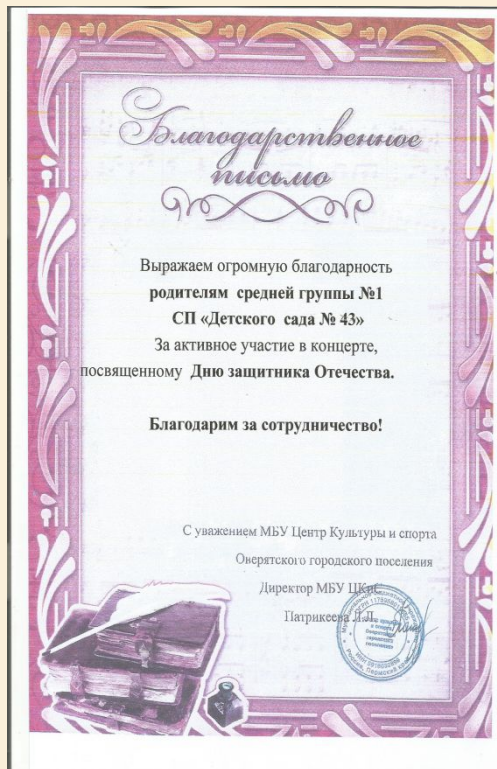 Благодарственное
письмо
Выражаем огромную благодарность
родителям средней группы №1
СП «Детского сада № 43»
За активное участие в концерте,
посвященному Дню защитника Отечества.
Благодарим за сотрудничество!
С уважением МБУ Центр Культуры и спорта
Оверятского городского поселения
Директор МБУ ЦКиС
Патрикеева Л.Л.